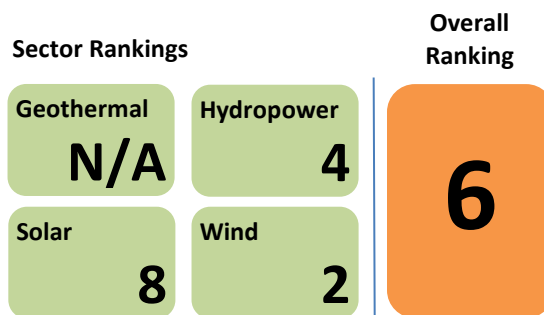 Sector Rankings
Overall
Ranking
Geothermal
N/A
Hydropower
4
Solar
8
Wind
2
6